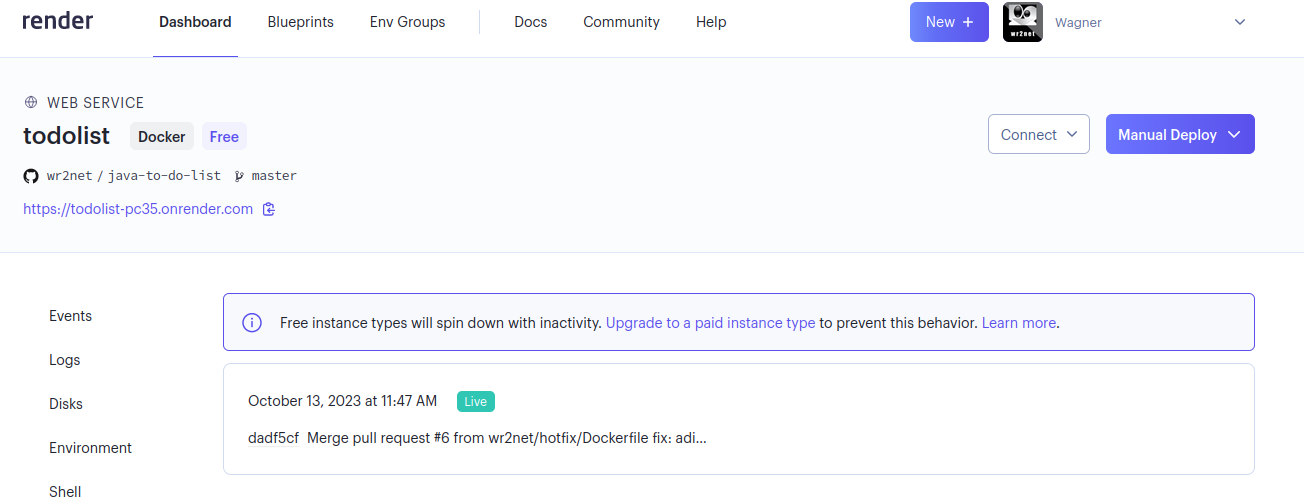 render Dashboard Blueprints Env Groups Docs Community Help New + wr2net Wagner
WEB SERVICE
todolist Docker Free Connect Manual Deploy
wr2net / java-to-do-list master
https://todolist-pc35.onrender.com
Events
Logs
Disks
Environment
Shell
Free instance types will spin down with inactivity. Upgrade to a paid instance type to prevent this behavior. Learn more.
October 13, 2023 at 11:47 AM Live
dadf5cf Merge pull request #6 from wr2net/hotfix/Dockerfile fix: adi...